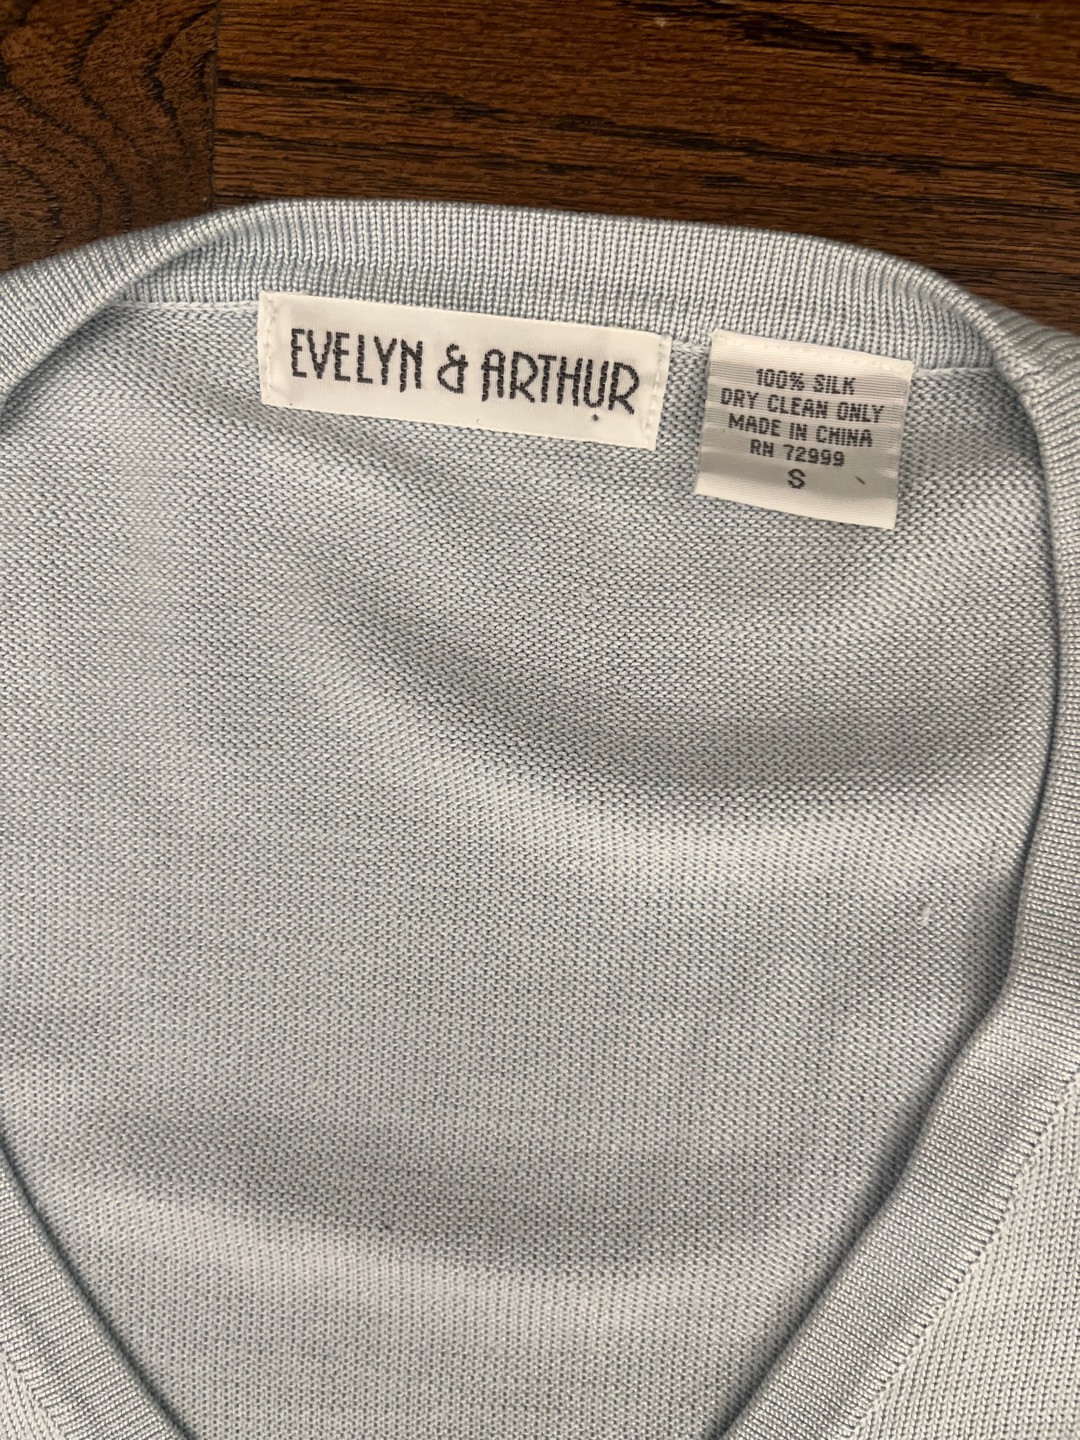 EVELYN & ARTHUR
100% SILK
DRY CLEAN ONLY
MADE IN CHINA
RN 72999
S